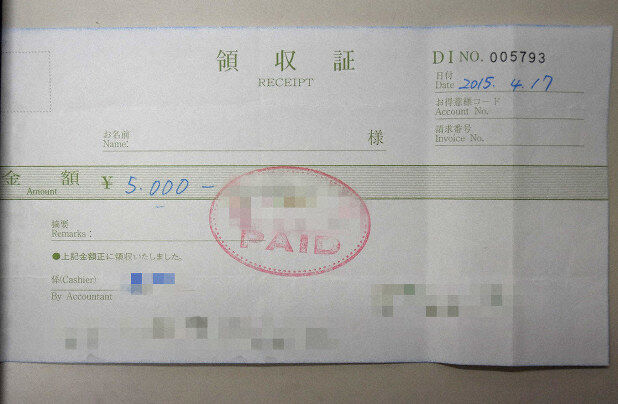 領収証
RECEIPT
DI NO. 005793
日付
Date 2015. 4. 17
お得意様コード
Account No.
請求番号
Invoice No.
お名前
Name:
様
金額
Amount
¥ 5.000-
PAID
摘要
Remarks:
●上記金額正に領収いたしました。
係(Cashier)
By Accountant